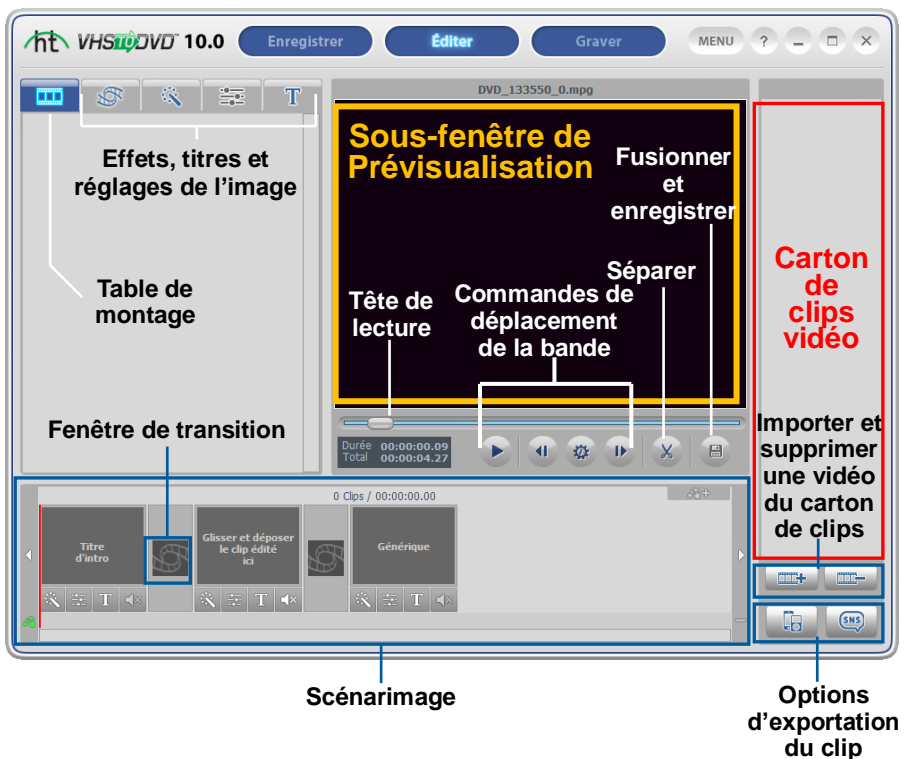 ht VHSTODVD 10.0
Enregistrer
Éditer
Graver
MENU
?
T
DVD_133550_0.mpg
Effets, titres et
réglages de l’image
Table de
montage
Sous-fenêtre de
Prévisualisation
Fusionner
et
enregistrer
Séparer
Tête de
lecture
Commandes de
déplacement
de la bande
Carton
de
clips
vidéo
Durée 00:00:00.09
Total 00:00:04.27
Importer et
supprimer
une vidéo
du carton
de clips
Fenêtre de transition
0 Clips / 00:00:00.00
Titre
d'intro
Glisser et déposer
le clip édité
ici
Générique
T
T
T
SNS
Scénarimage
Options
d’exportation
du clip